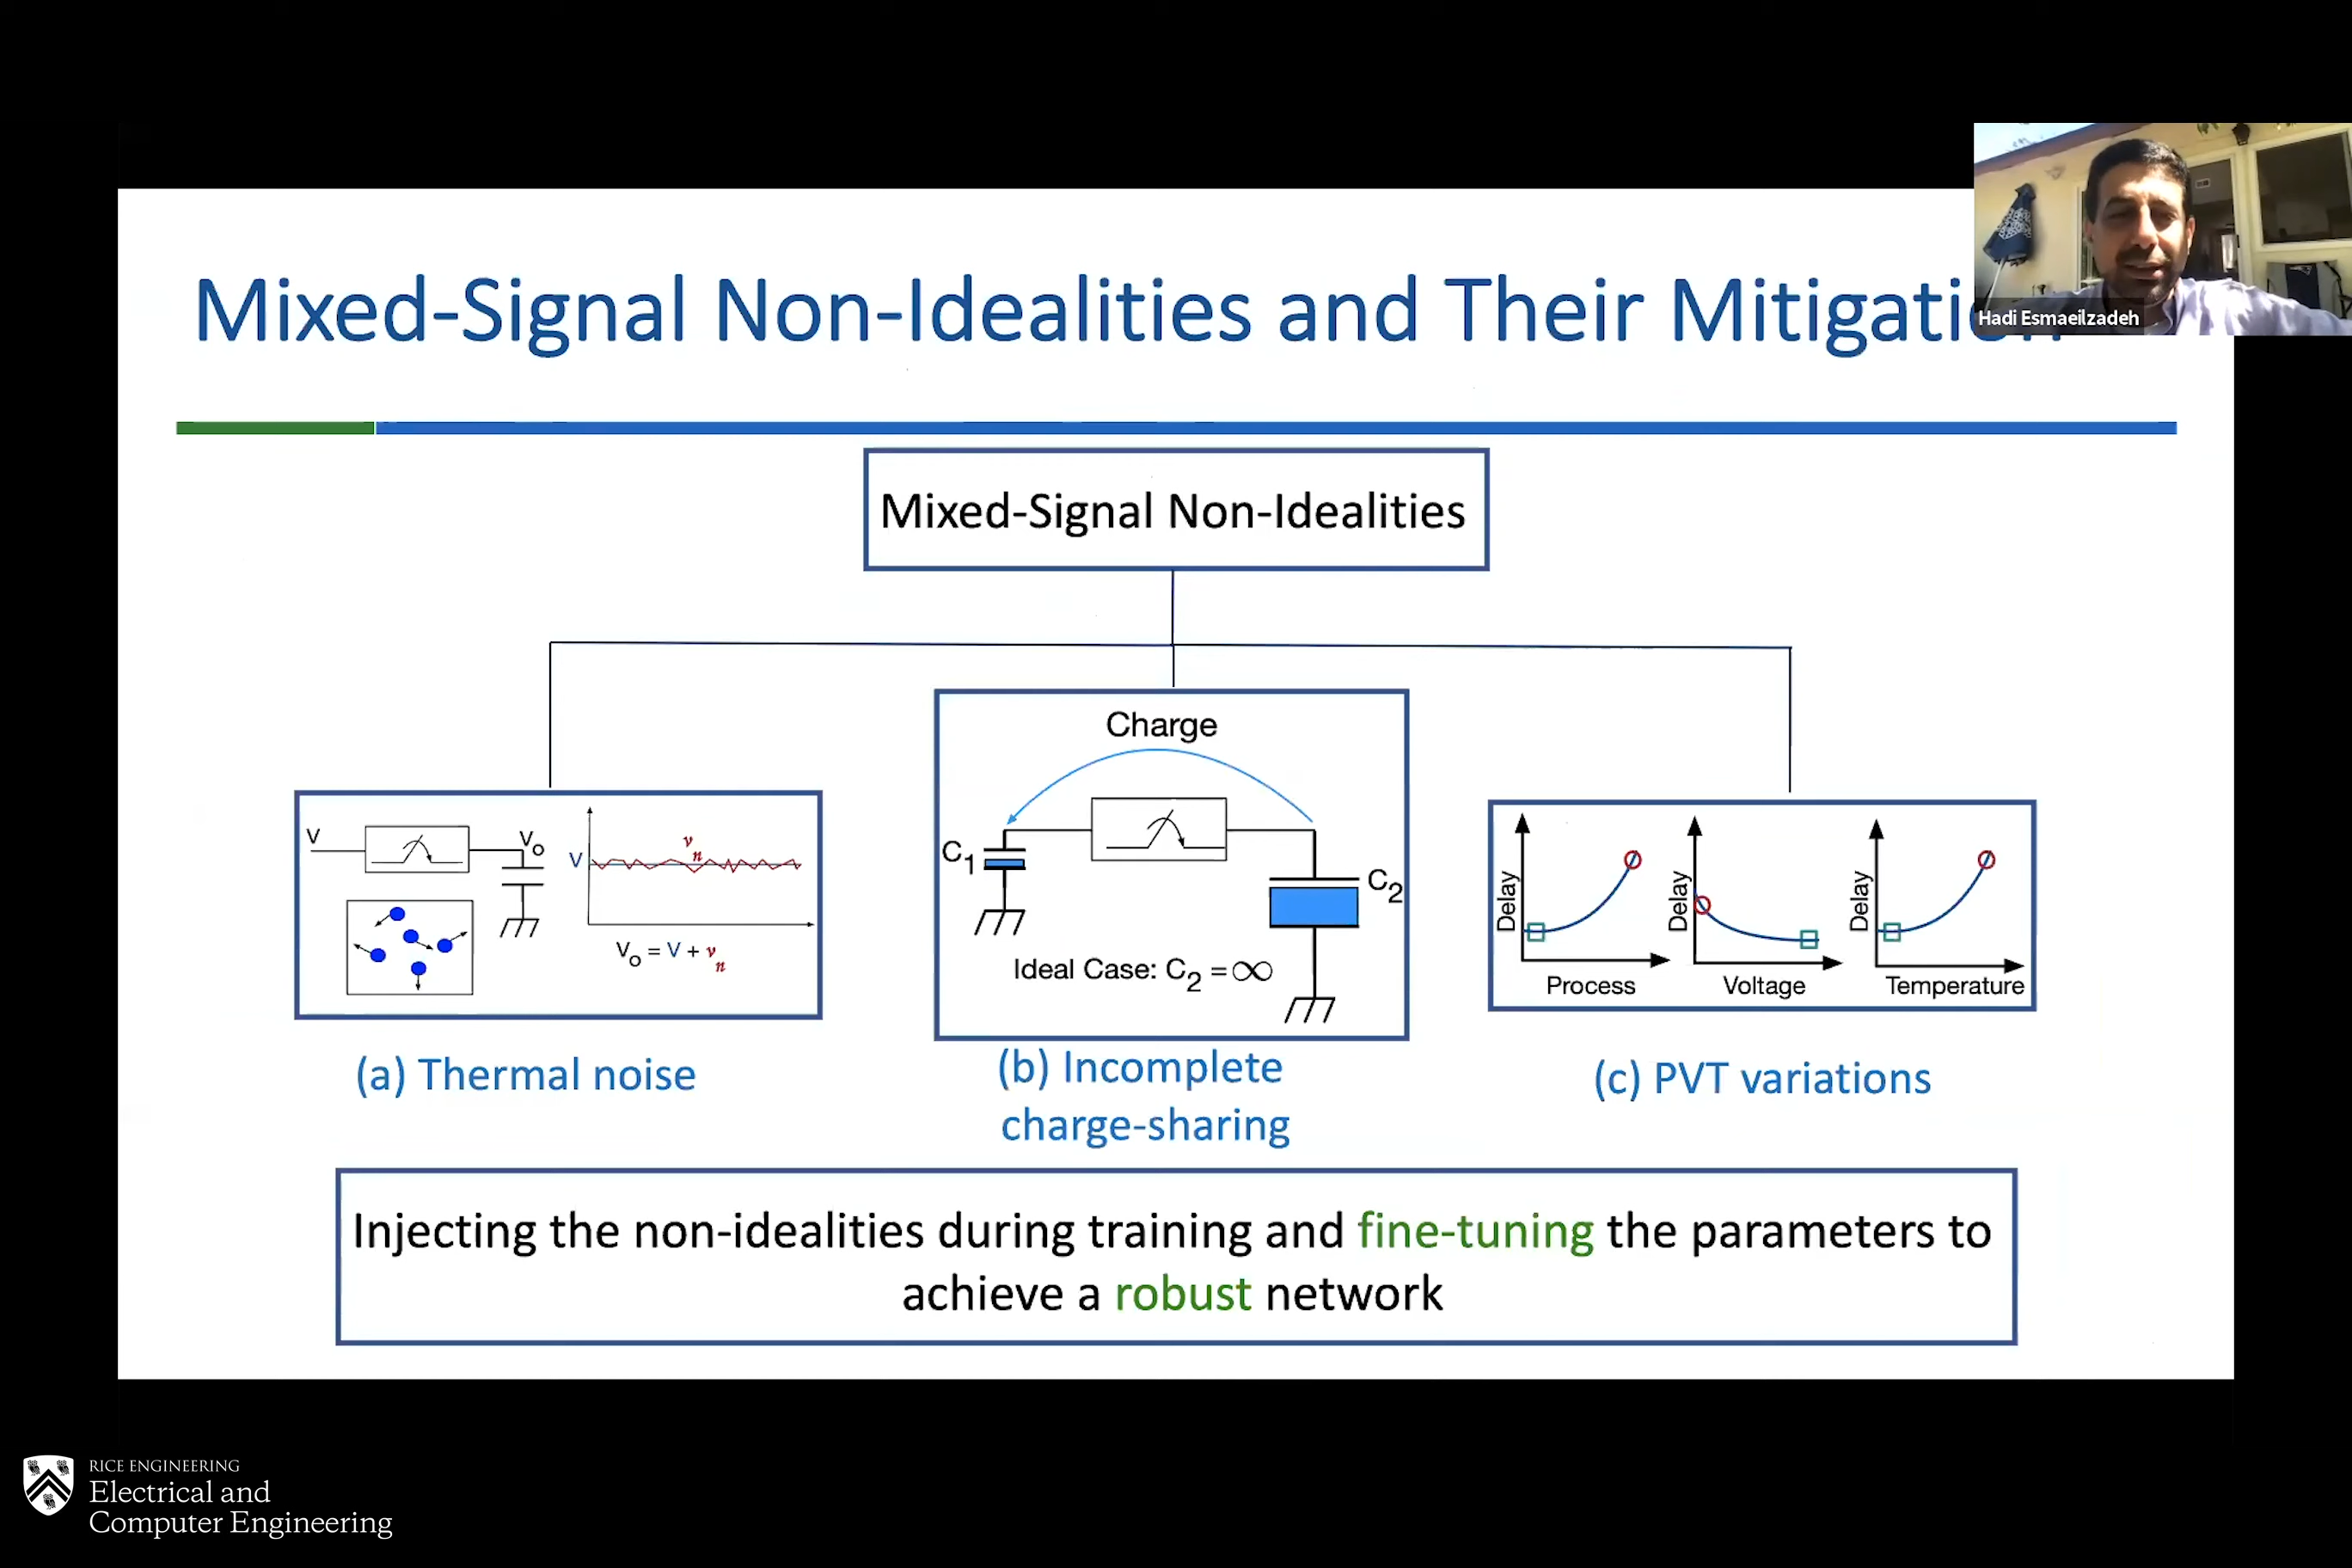 Mixed-Signal Non-Idealities and Their Mitigation
Hadi Esmaeilzadeh
Mixed-Signal Non-Idealities
V
Vo
V
vn
Vo = V + vn
(a) Thermal noise
Charge
C1
C2
Ideal Case: C2 = ∞
(b) Incomplete
charge-sharing
Delay
Process
Delay
Voltage
Delay
Temperature
(c) PVT variations
Injecting the non-idealities during training and fine-tuning the parameters to
achieve a robust network
RICE ENGINEERING
Electrical and
Computer Engineering